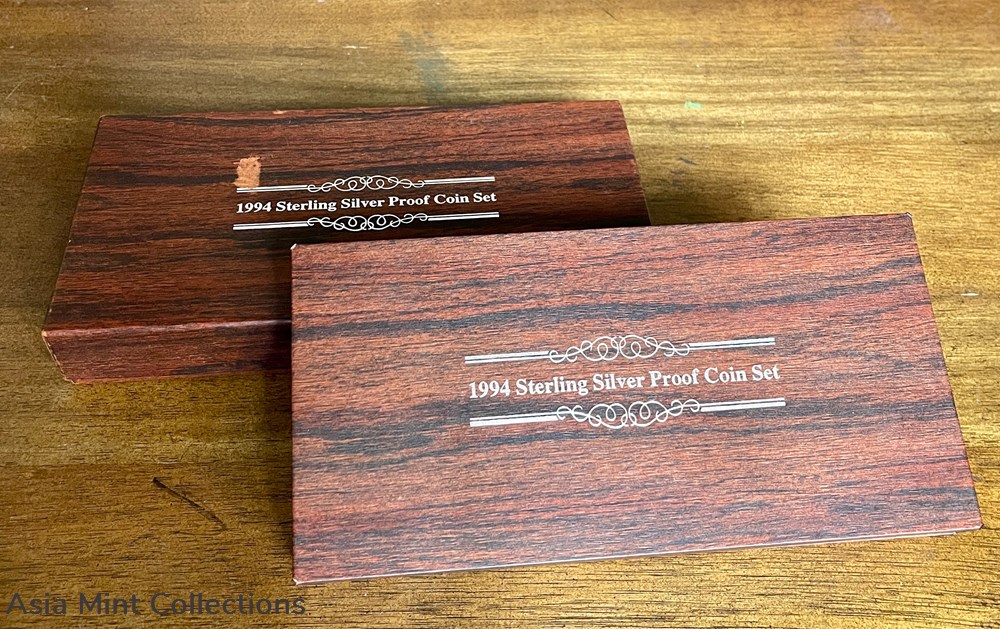 1994 Sterling Silver Proof Coin Set
1994 Sterling Silver Proof Coin Set
Asia Mint Collections